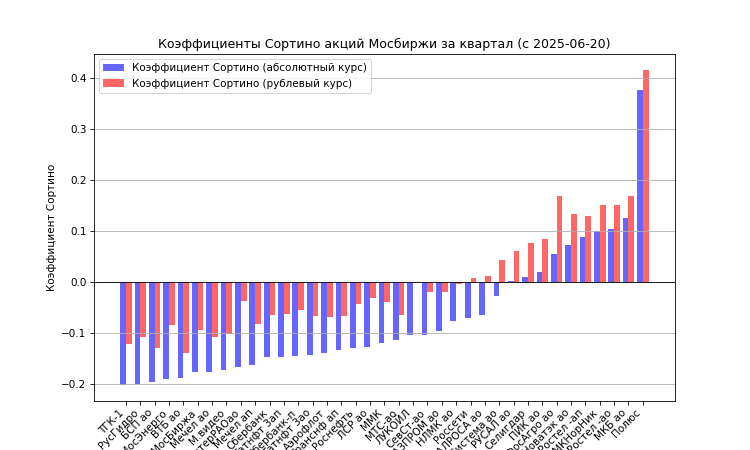 Коэффициенты Сортино акций Мосбиржи за квартал (с 2025-06-20)
Коэффициент Сортино (абсолютный курс)
Коэффициент Сортино (рублевый курс)
Коэффициент Сортино
0.4
0.3
0.2
0.1
0.0
−0.1
−0.2
ТГК-1
РусГидро
БСП ао
МосЭнерго
ВТБ ао
МосБиржа
Мечел ао
М.видео
Мечел ап
Сбербанк
Аэрофлот
Роснефть
ЛСР ао
ММК
МТС-ао
ЛУКОЙЛ
СевСт-ао
НЛМК ао
Россети
РУСАЛ ао
Селигдар
ПИК ао
Ростел -ап
Ростел -ао
МКБ ао
Полюс